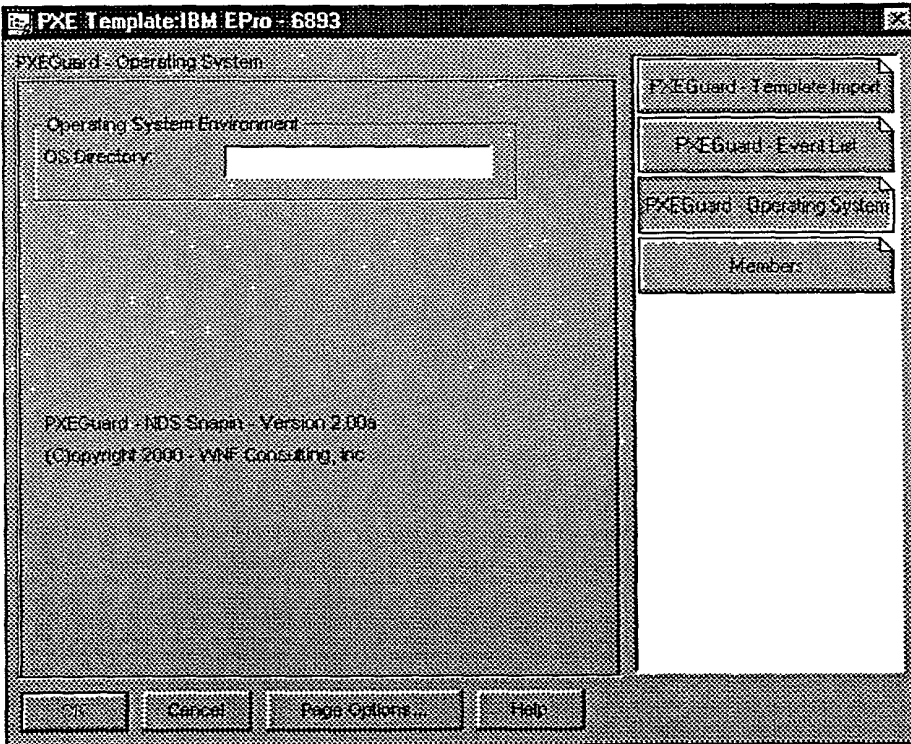 PXE Template:IBM EPro - 6893
PXEGuard - Operating System
Operating System Environment
OS Directory:
PXEGuard - NDS Snapin - Version 2.00a
(C)opyright 2000 - WNF Consulting, Inc
PXEGuard - Template Import
PXEGuard - Event List
PXEGuard - Operating System
Members
OK
Cancel
Page Options...
Help